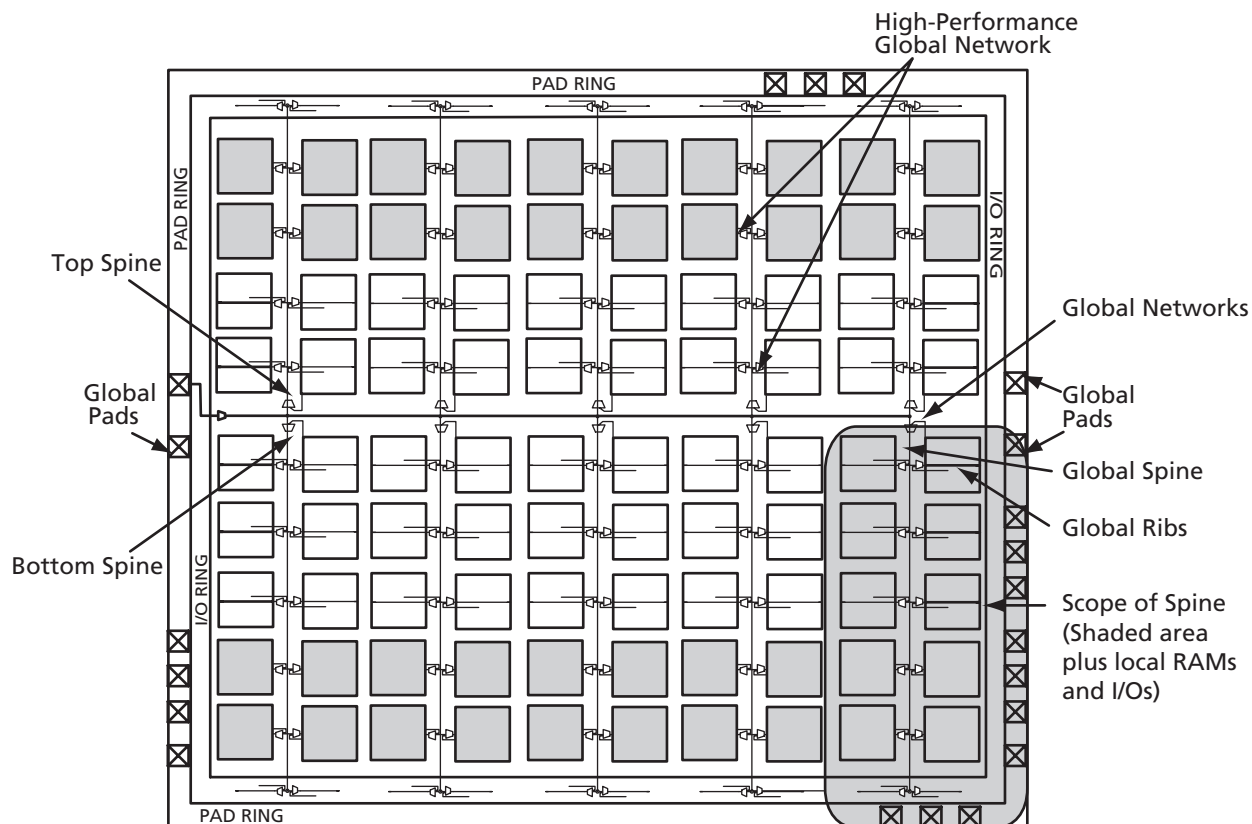 High-Performance
Global Network
PAD RING
PAD RING
I/O RING
Top Spine
Global Networks
Global
Pads
Global
Pads
Global Spine
Global Ribs
Bottom Spine
I/O RING
Scope of Spine
(Shaded area
plus local RAMs
and I/Os)
PAD RING